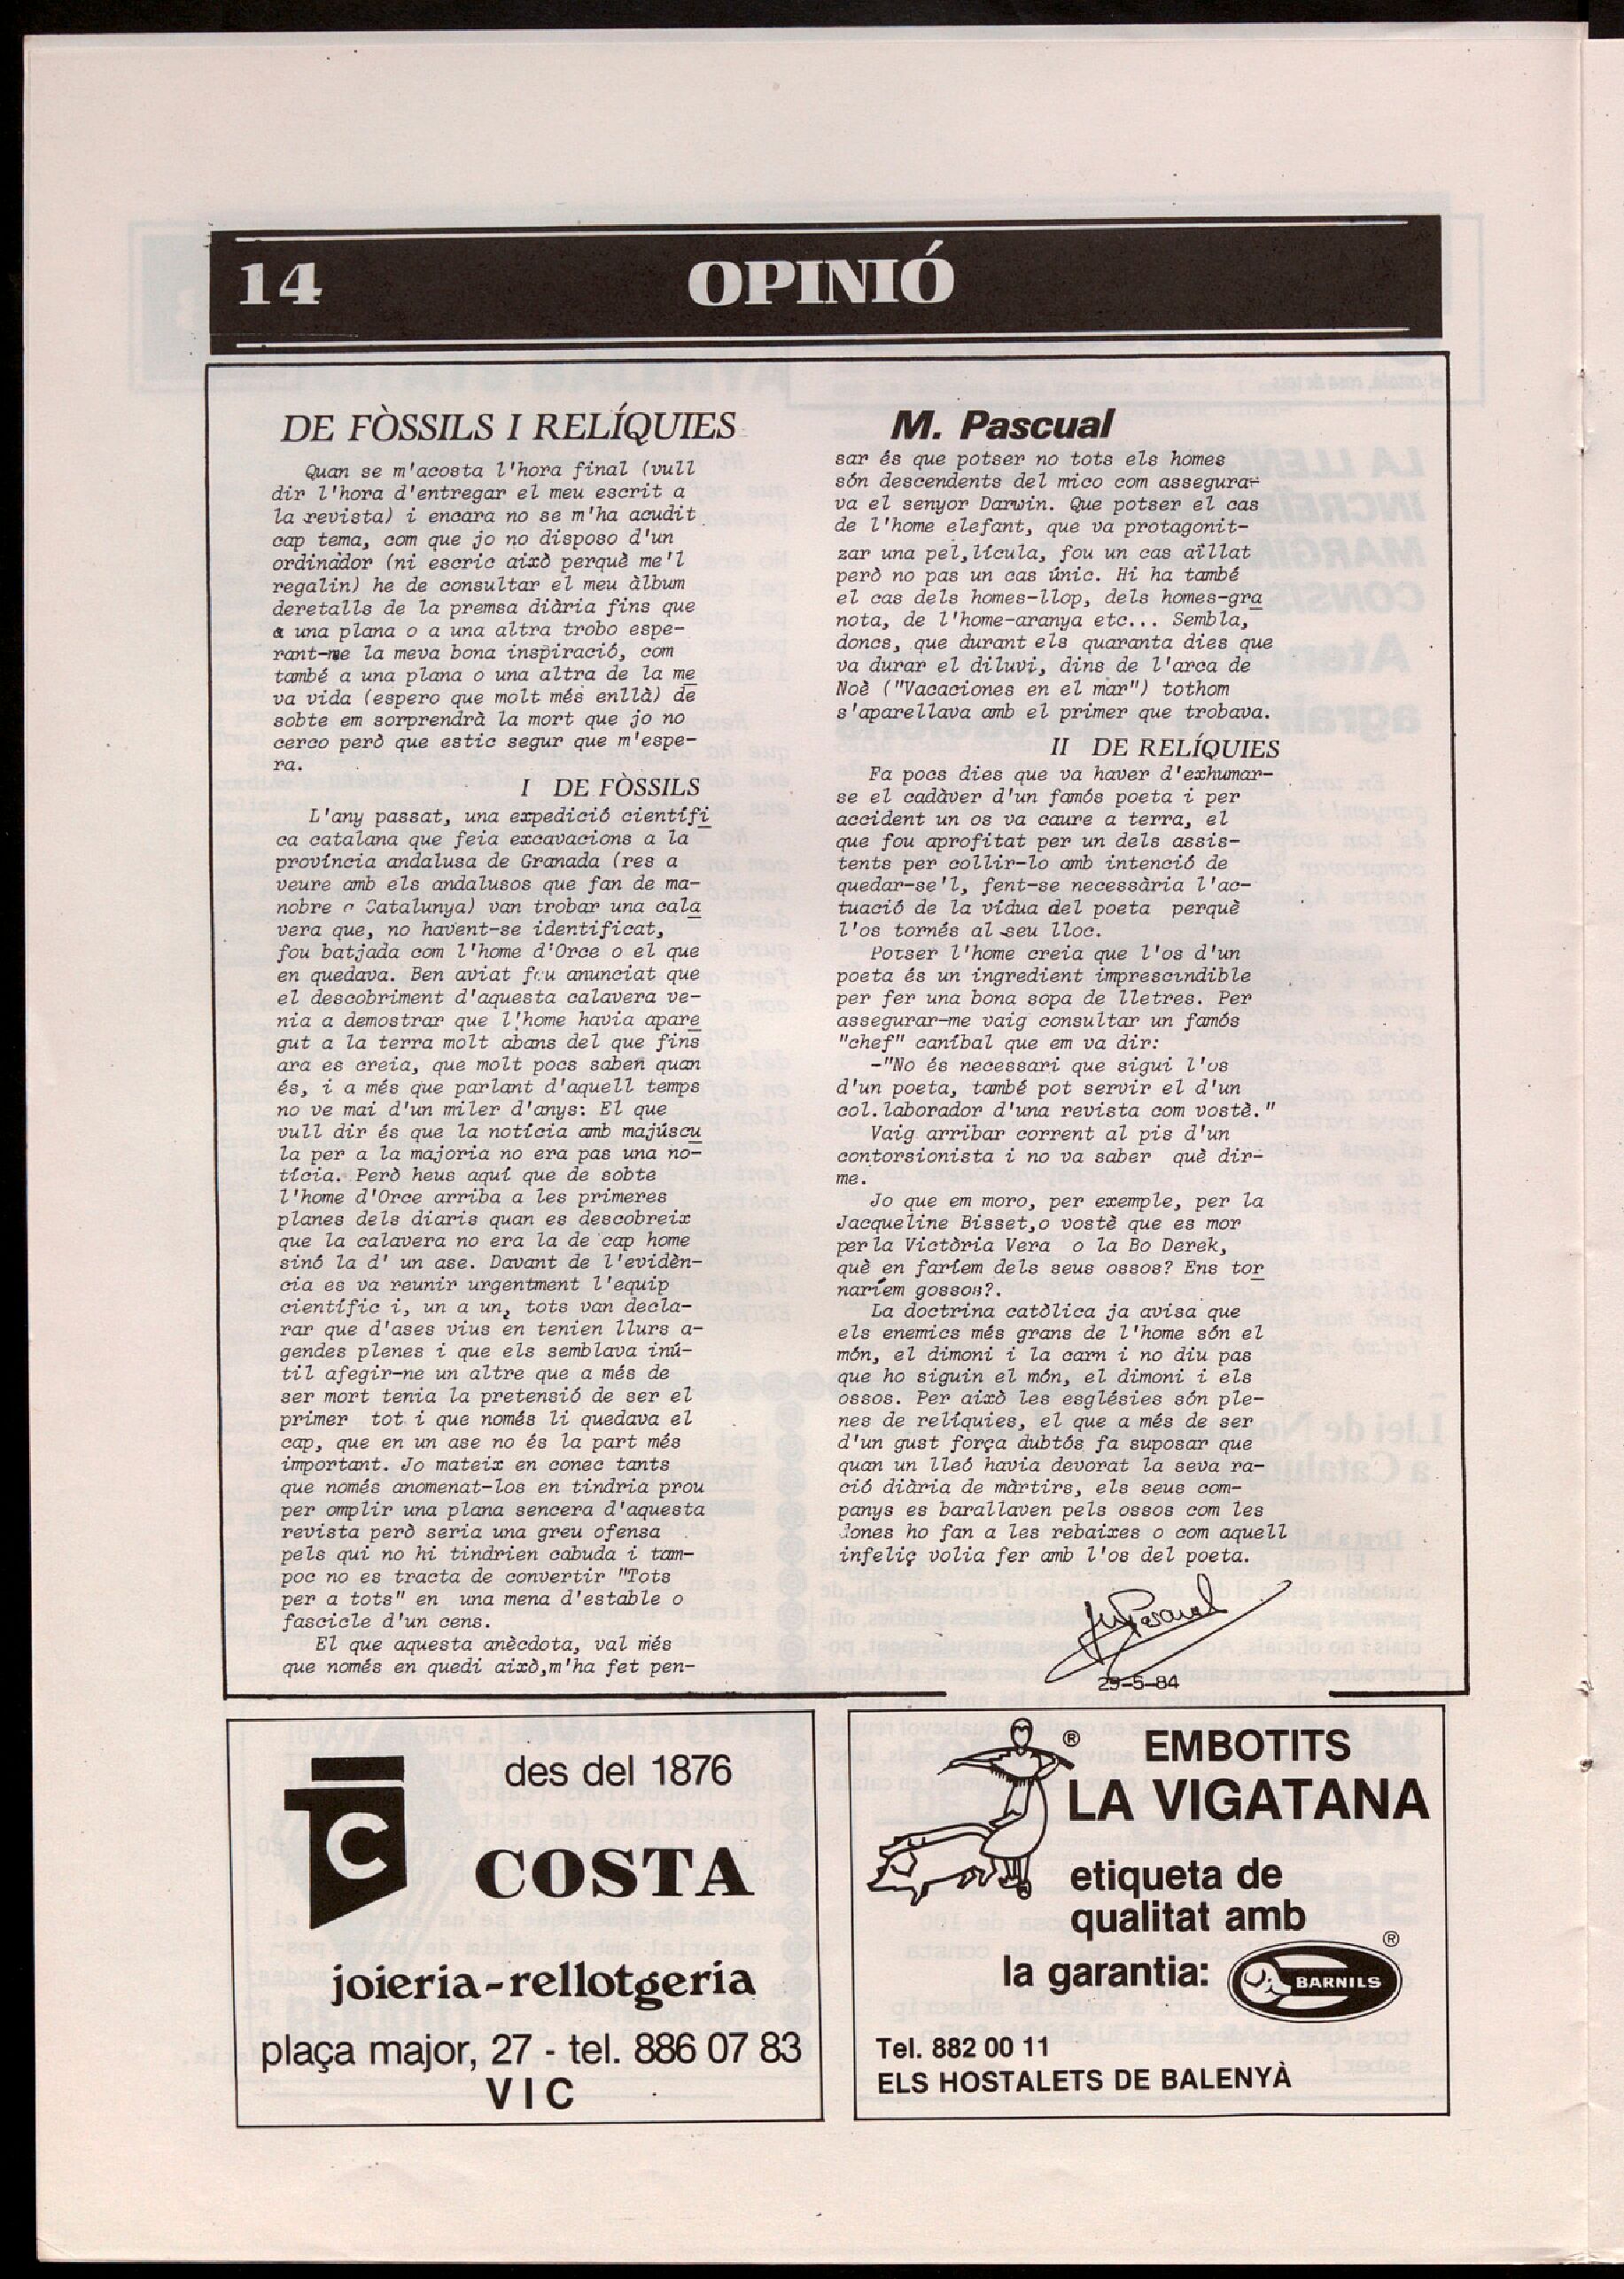 14
OPINIÓ
DE FÒSSILS I RELÍQUIES
Quan se m'acosta l'hora final (vull
dir l'hora d'entregar el meu escrit a
la revista) i encara no se m'ha acudit
cap tema, com que jo no disposo d'un
ordinador (ni escric això perquè me'l
regalin) he de consultar el meu àlbum
deretalls de la premsa diària fins que
a una plana o a una altra trobo espe-
rant-me la meva bona inspiració, com
també a una plana o una altra de la me
va vida (espero que molt més enllà) de
sobte em sorprendrà la mort que jo no
cerco però que estic segur que m'espe-
ra.
I DE FÒSSILS
L'any passat, una expedició científi
ca catalana que feia excavacions a la
província andalusa de Granada (res a
veure amb els andalusos que fan de ma-
nobre a Catalunya) van trobar una cala
vera que, no havent-se identificat,
fou batjada com l'home d'Orce o el que
en quedava. Ben aviat fou anunciat que
el descobriment d'aquesta calavera ve-
nia a demostrar que l'home havia apare
gut a la terra molt abans del que fins
ara es creia, que molt pocs saben quan
és, i a més que parlant d'aquell temps
no ve mai d'un miler d'anys: El que
vull dir és que la notícia amb majúscu
la per a la majoria no era pas una no-
tícia. Però heus aquí que de sobte
l'home d'Orce arriba a les primeres
planes dels diaris quan es descobreix
que la calavera no era la de cap home
sinó la d' un ase. Davant de l'evidèn-
cia es va reunir urgentment l'equip
científic i, un a un, tots van decla-
rar que d'ases vius en tenien llurs a-
gendes plenes i que els semblava inú-
til afegir-ne un altre que a més de
ser mort tenia la pretensió de ser el
primer tot i que només li quedava el
cap, que en un ase no és la part més
important. Jo mateix en conec tants
que només anomenat-los en tindria prou
per omplir una plana sencera d'aquesta
revista però seria una greu ofensa
pels qui no hi tindrien cabuda i tam-
poc no es tracta de convertir "Tots
per a tots" en una mena d'estable o
fascicle d'un cens.
El que aquesta anècdota, val més
que només en quedi això,m'ha fet pen-
M. Pascual
sar és que potser no tots els homes
són descendents del mico com assegura-
va el senyor Darwin. Que potser el cas
de l'home elefant, que va protagonit-
zar una pel,lícula, fou un cas aïllat
però no pas un cas únic. Hi ha també
el cas dels homes-llop, dels homes-gra
nota, de l'home-aranya etc... Sembla,
doncs, que durant els quaranta dies que
va durar el diluvi, dins de l'arca de
Noè ("Vacaciones en el mar") tothom
s'aparellava amb el primer que trobava.
II DE RELÍQUIES
Fa pocs dies que va haver d'exhumar-
se el cadàver d'un famós poeta i per
accident un os va caure a terra, el
que fou aprofitat per un dels assis-
tents per collir-lo amb intenció de
quedar-se'l, fent-se necessària l'ac-
tuació de la vídua del poeta perquè
l'os tornés al seu lloc.
Potser l'home creia que l'os d'un
poeta és un ingredient imprescindible
per fer una bona sopa de lletres. Per
assegurar-me vaig consultar un famós
"chef" caníbal que em va dir:
-"No és necessari que sigui l'os
d'un poeta, també pot servir el d'un
col.laborador d'una revista com vostè."
Vaig arribar corrent al pis d'un
contorsionista i no va saber què dir-
me.
Jo que em moro, per exemple, per la
Jacqueline Bisset,o vostè que es mor
per la Victòria Vera o la Bo Derek,
què en faríem dels seus ossos? Ens tor
naríem gossos?.
La doctrina catòlica ja avisa que
els enemics més grans de l'home són el
món, el dimoni i la carn i no diu pas
que ho siguin el món, el dimoni i els
ossos. Per això les esglésies són ple-
nes de relíquies, el que a més de ser
d'un gust força dubtós fa suposar que
quan un lleó havia devorat la seva ra-
ció diària de màrtirs, els seus com-
panys es barallaven pels ossos com les
dones ho fan a les rebaixes o com aquell
infeliç volia fer amb l'os del poeta.
29-5-84
C
des del 1876
COSTA
joieria-rellotgeria
plaça major, 27 - tel. 886 07 83
VIC
®
EMBOTITS
LA VIGATANA
etiqueta de
qualitat amb
la garantia:
BARNILS
®
Tel. 882 00 11
ELS HOSTALETS DE BALENYÀ